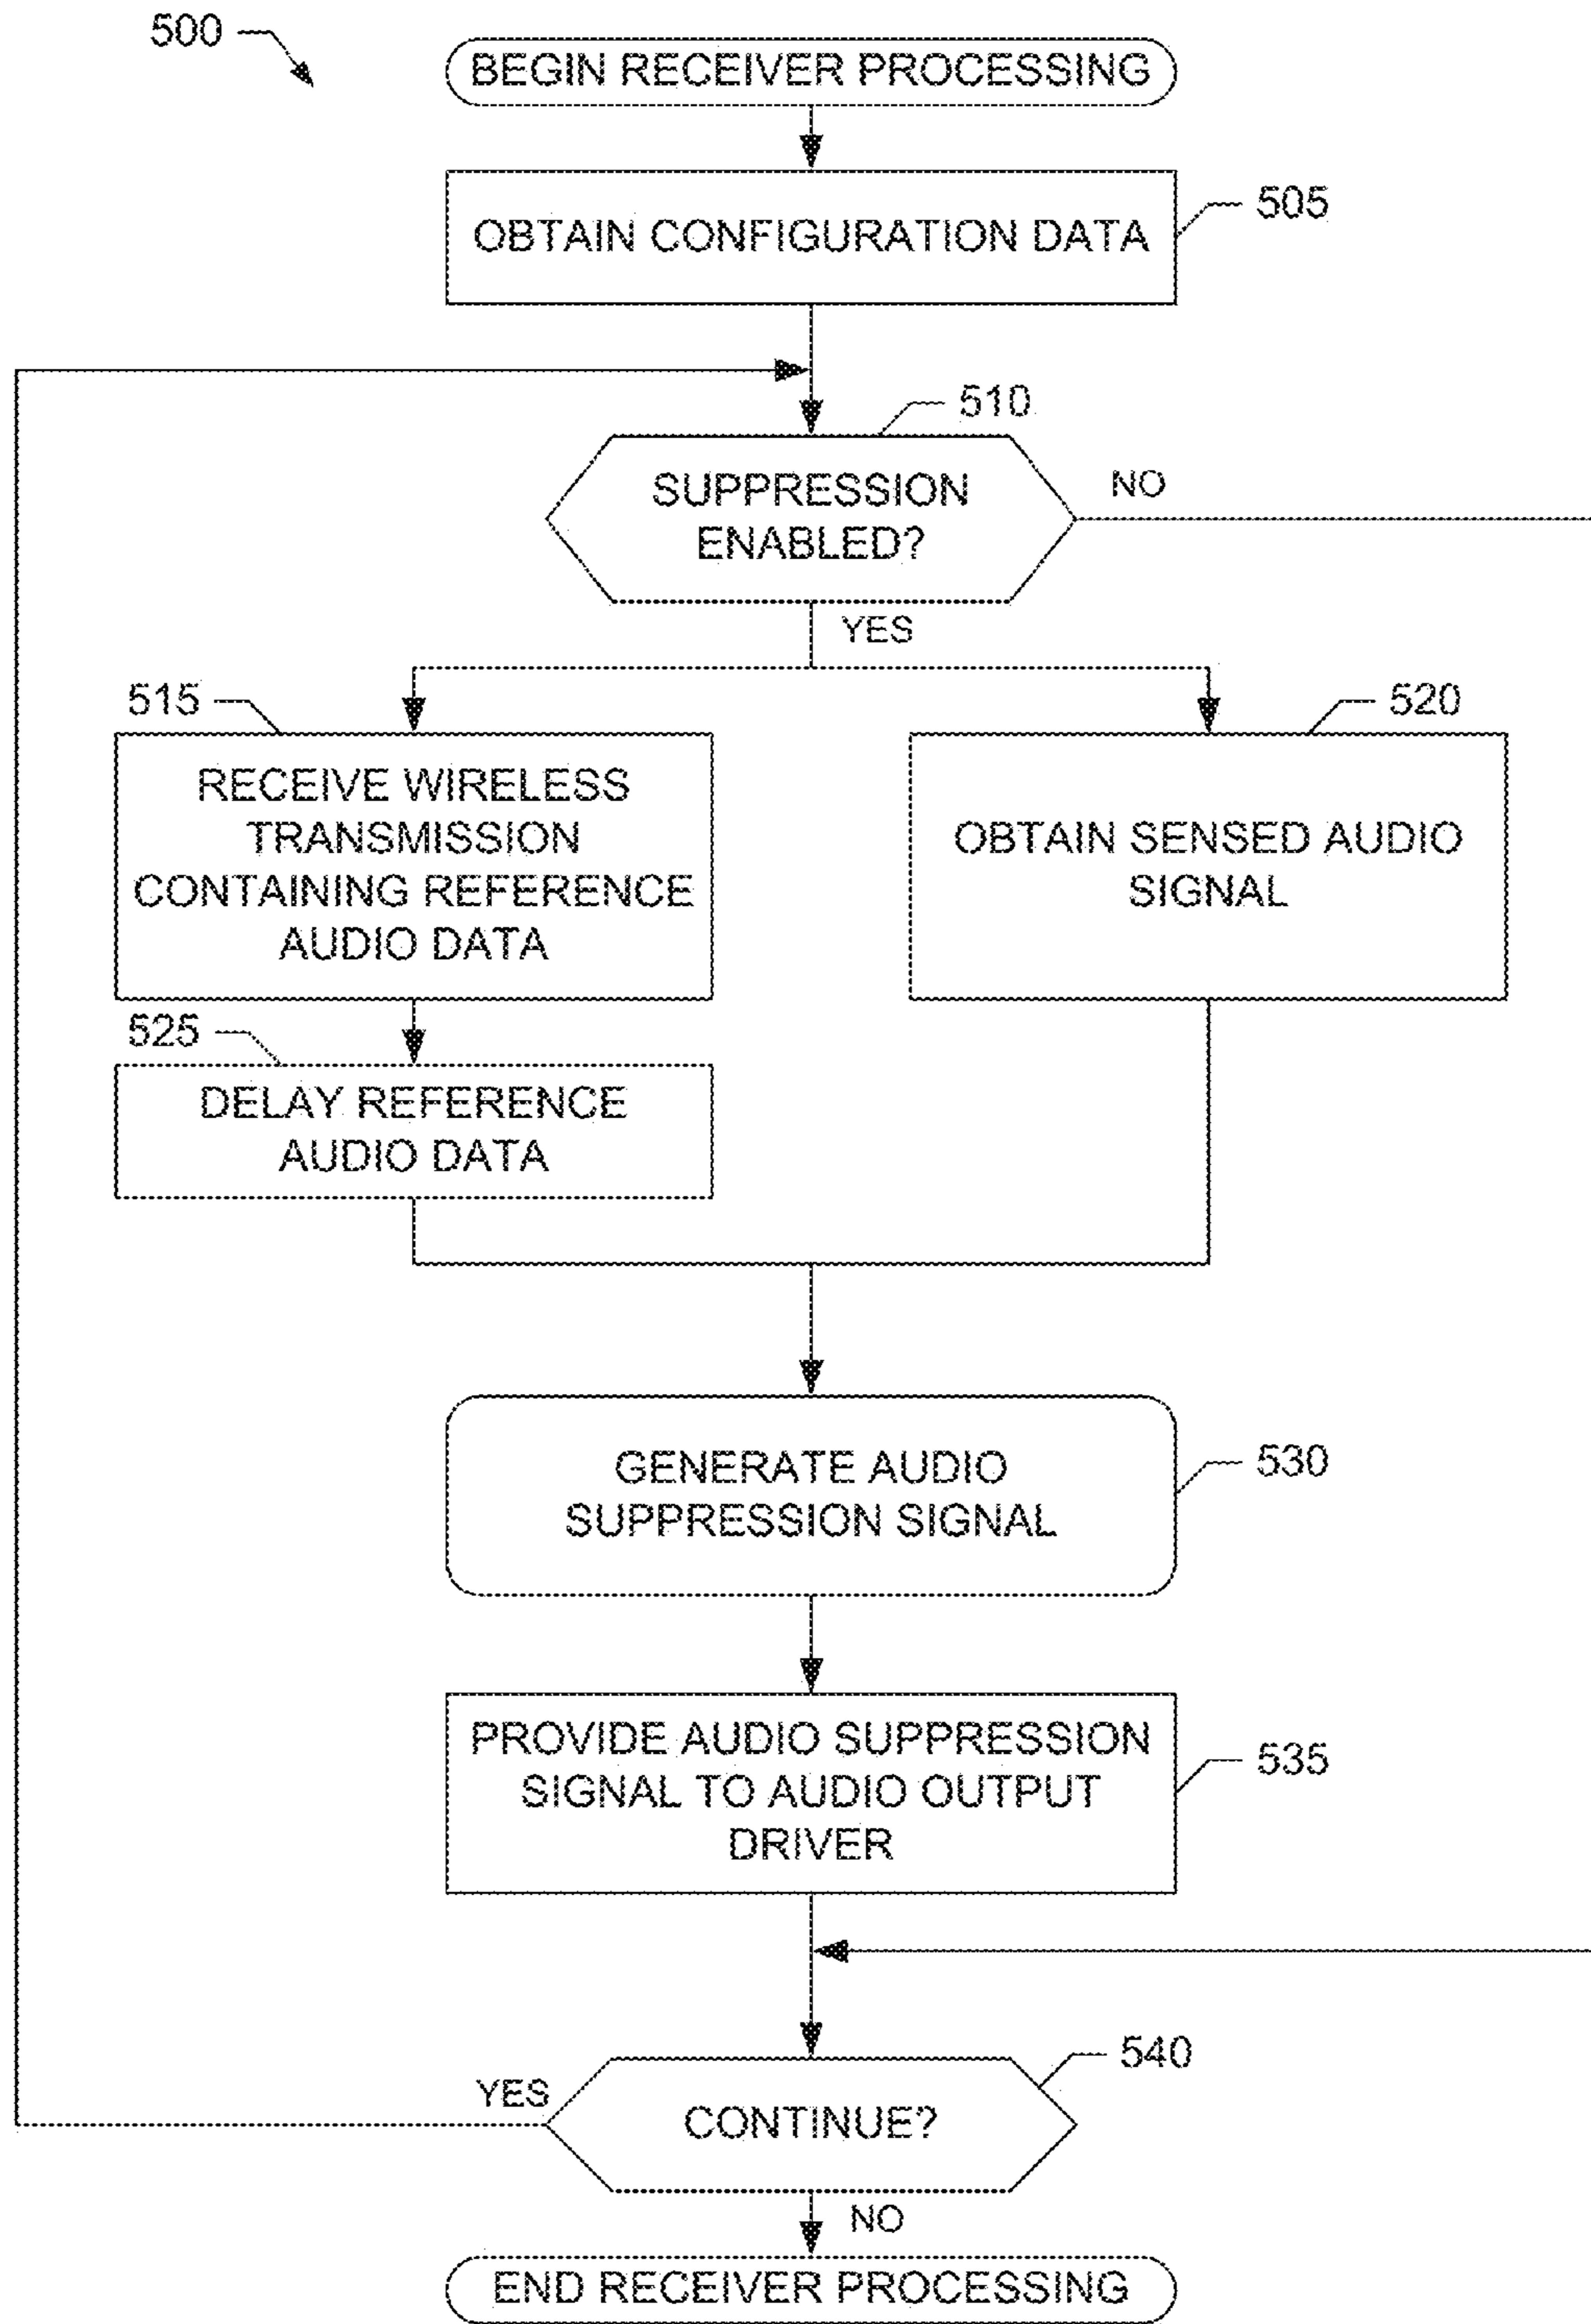 500
BEGIN RECEIVER PROCESSING
OBTAIN CONFIGURATION DATA
505
510
SUPPRESSION
ENABLED?
NO
YES
515
RECEIVE WIRELESS
TRANSMISSION
CONTAINING REFERENCE
AUDIO DATA
520
OBTAIN SENSED AUDIO
SIGNAL
525
DELAY REFERENCE
AUDIO DATA
GENERATE AUDIO
SUPPRESSION SIGNAL
530
PROVIDE AUDIO SUPPRESSION
SIGNAL TO AUDIO OUTPUT
DRIVER
535
540
CONTINUE?
YES
NO
END RECEIVER PROCESSING